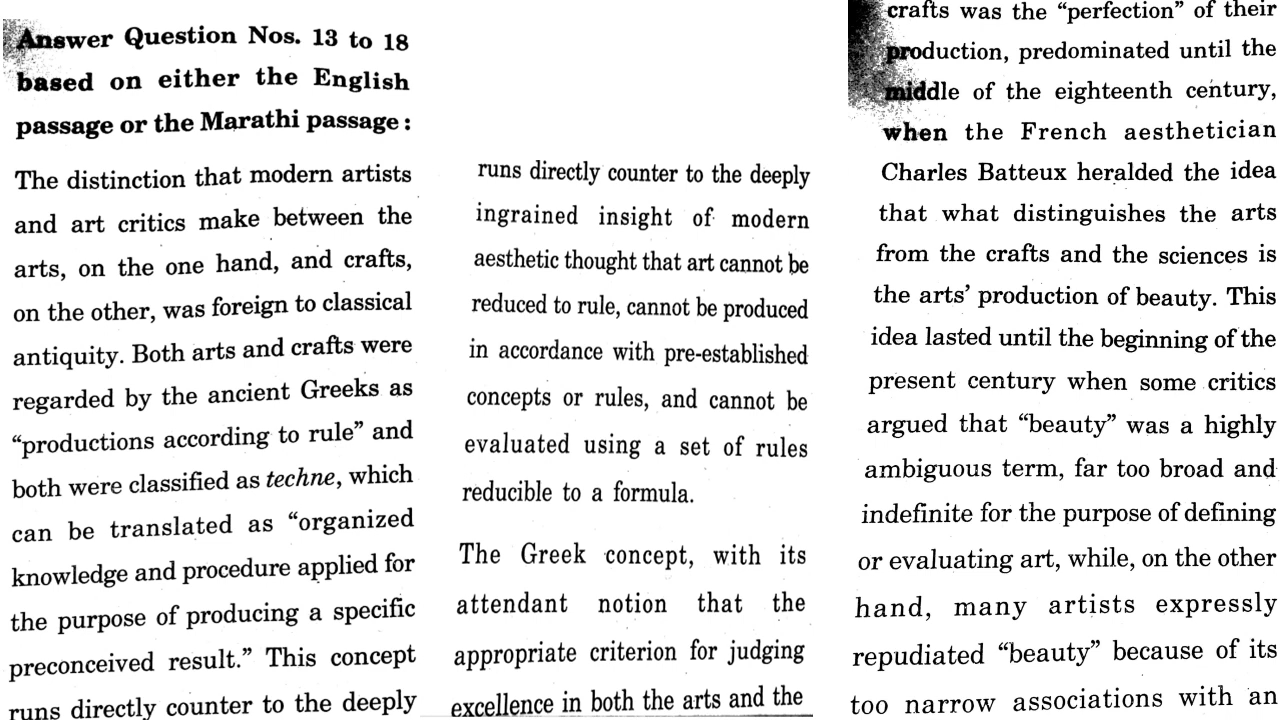 Answer Question Nos. 13 to 18
based on either the English
passage or the Marathi passage :
The distinction that modern artists
and art critics make between the
arts, on the one hand, and crafts,
on the other, was foreign to classical
antiquity. Both arts and crafts were
regarded by the ancient Greeks as
“productions according to rule” and
both were classified as techne, which
can be translated as “organized
knowledge and procedure applied for
the purpose of producing a specific
preconceived result.” This concept
runs directly counter to the deeply
runs directly counter to the deeply
ingrained insight of modern
aesthetic thought that art cannot be
reduced to rule, cannot be produced
in accordance with pre-established
concepts or rules, and cannot be
evaluated using a set of rules
reducible to a formula.
The Greek concept, with its
attendant notion that the
appropriate criterion for judging
excellence in both the arts and the
crafts was the “perfection” of their
production, predominated until the
middle of the eighteenth century,
when the French aesthetician
Charles Batteux heralded the idea
that what distinguishes the arts
from the crafts and the sciences is
the arts’ production of beauty. This
idea lasted until the beginning of the
present century when some critics
argued that “beauty” was a highly
ambiguous term, far too broad and
indefinite for the purpose of defining
or evaluating art, while, on the other
hand, many artists expressly
repudiated “beauty” because of its
too narrow associations with an